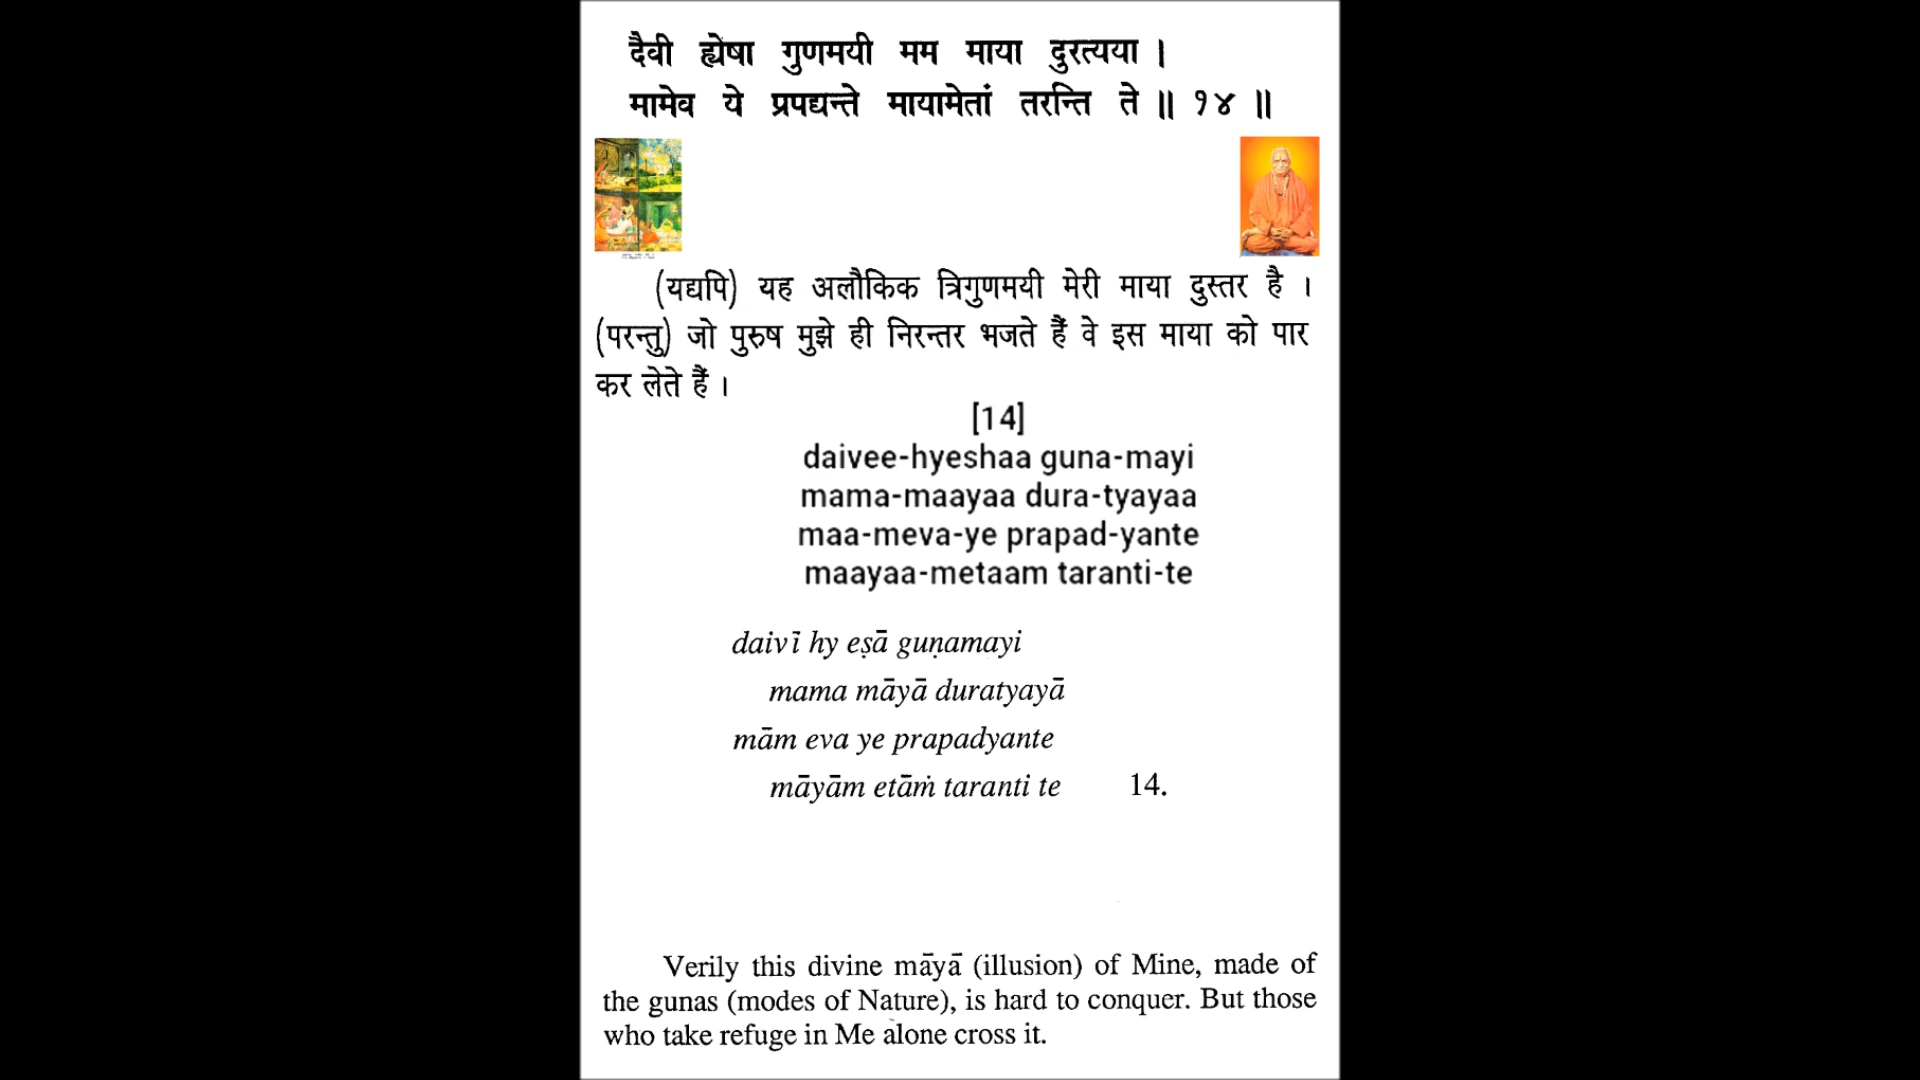 दैवी ह्येषा गुणमयी मम माया दुरत्यया ।
मामेव ये प्रपद्यन्ते मायामेतां तरन्ति ते ॥ १४ ॥
(यद्यपि) यह अलौकिक त्रिगुणमयी मेरी माया दुस्तर है ।
(परन्तु) जो पुरुष मुझे ही निरन्तर भजते हैं वे इस माया को पार
कर लेते हैं ।
[14]
daivee-hyeshaa guna-mayi
mama-maayaa dura-tyayaa
maa-meva-ye prapad-yante
maayaa-metaam taranti-te
daivī hy eṣā guṇamayi
mama māyā duratyayā
mām eva ye prapadyante
māyām etāṁ taranti te 14.
Verily this divine māyā (illusion) of Mine, made of
the gunas (modes of Nature), is hard to conquer. But those
who take refuge in Me alone cross it.